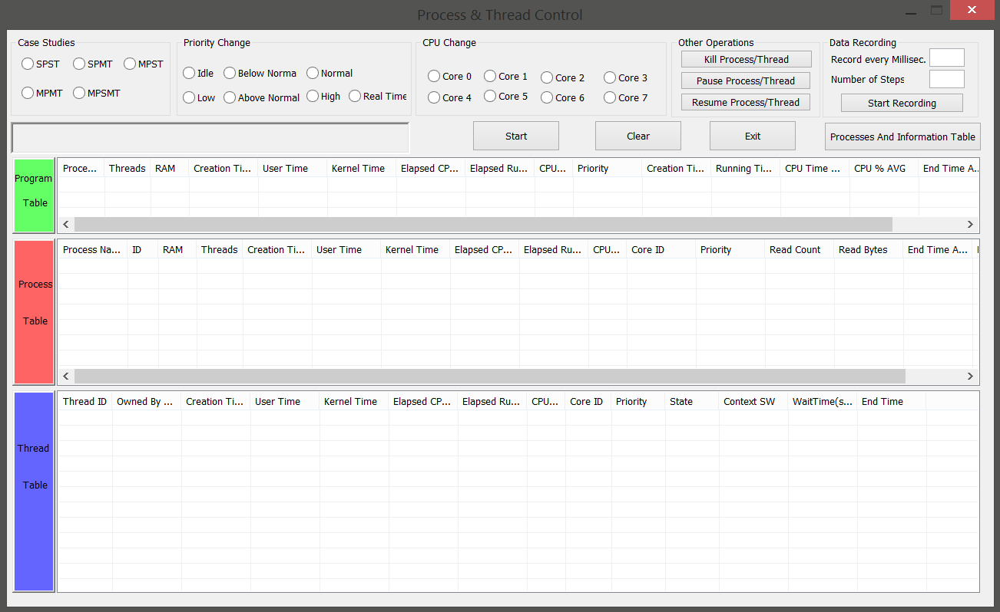 Process & Thread Control
Case Studies
SPST SPMT MPST
MPMT MPSMT
Priority Change
Idle Below Norma Normal
Low Above Normal High Real Time
CPU Change
Core 0 Core 1 Core 2 Core 3
Core 4 Core 5 Core 6 Core 7
Other Operations
Kill Process/Thread
Pause Process/Thread
Resume Process/Thread
Data Recording
Record every Millisec.
Number of Steps
Start Recording
Start Clear Exit Processes And Information Table
Program
Table
Proce... Threads RAM Creation Ti... User Time Kernel Time Elapsed CP... Elapsed Ru... CPU... Priority Creation Ti... Running Ti... CPU Time ... CPU % AVG End Time A..
Process
Table
Process Na... ID RAM Threads Creation Ti... User Time Kernel Time Elapsed CP... Elapsed Ru... CPU... Core ID Priority Read Count Read Bytes End Time A...
Thread
Table
Thread ID Owned By ... Creation Ti... User Time Kernel Time Elapsed CP... Elapsed Ru... CPU... Core ID Priority State Context SW WaitTime(s... End Time